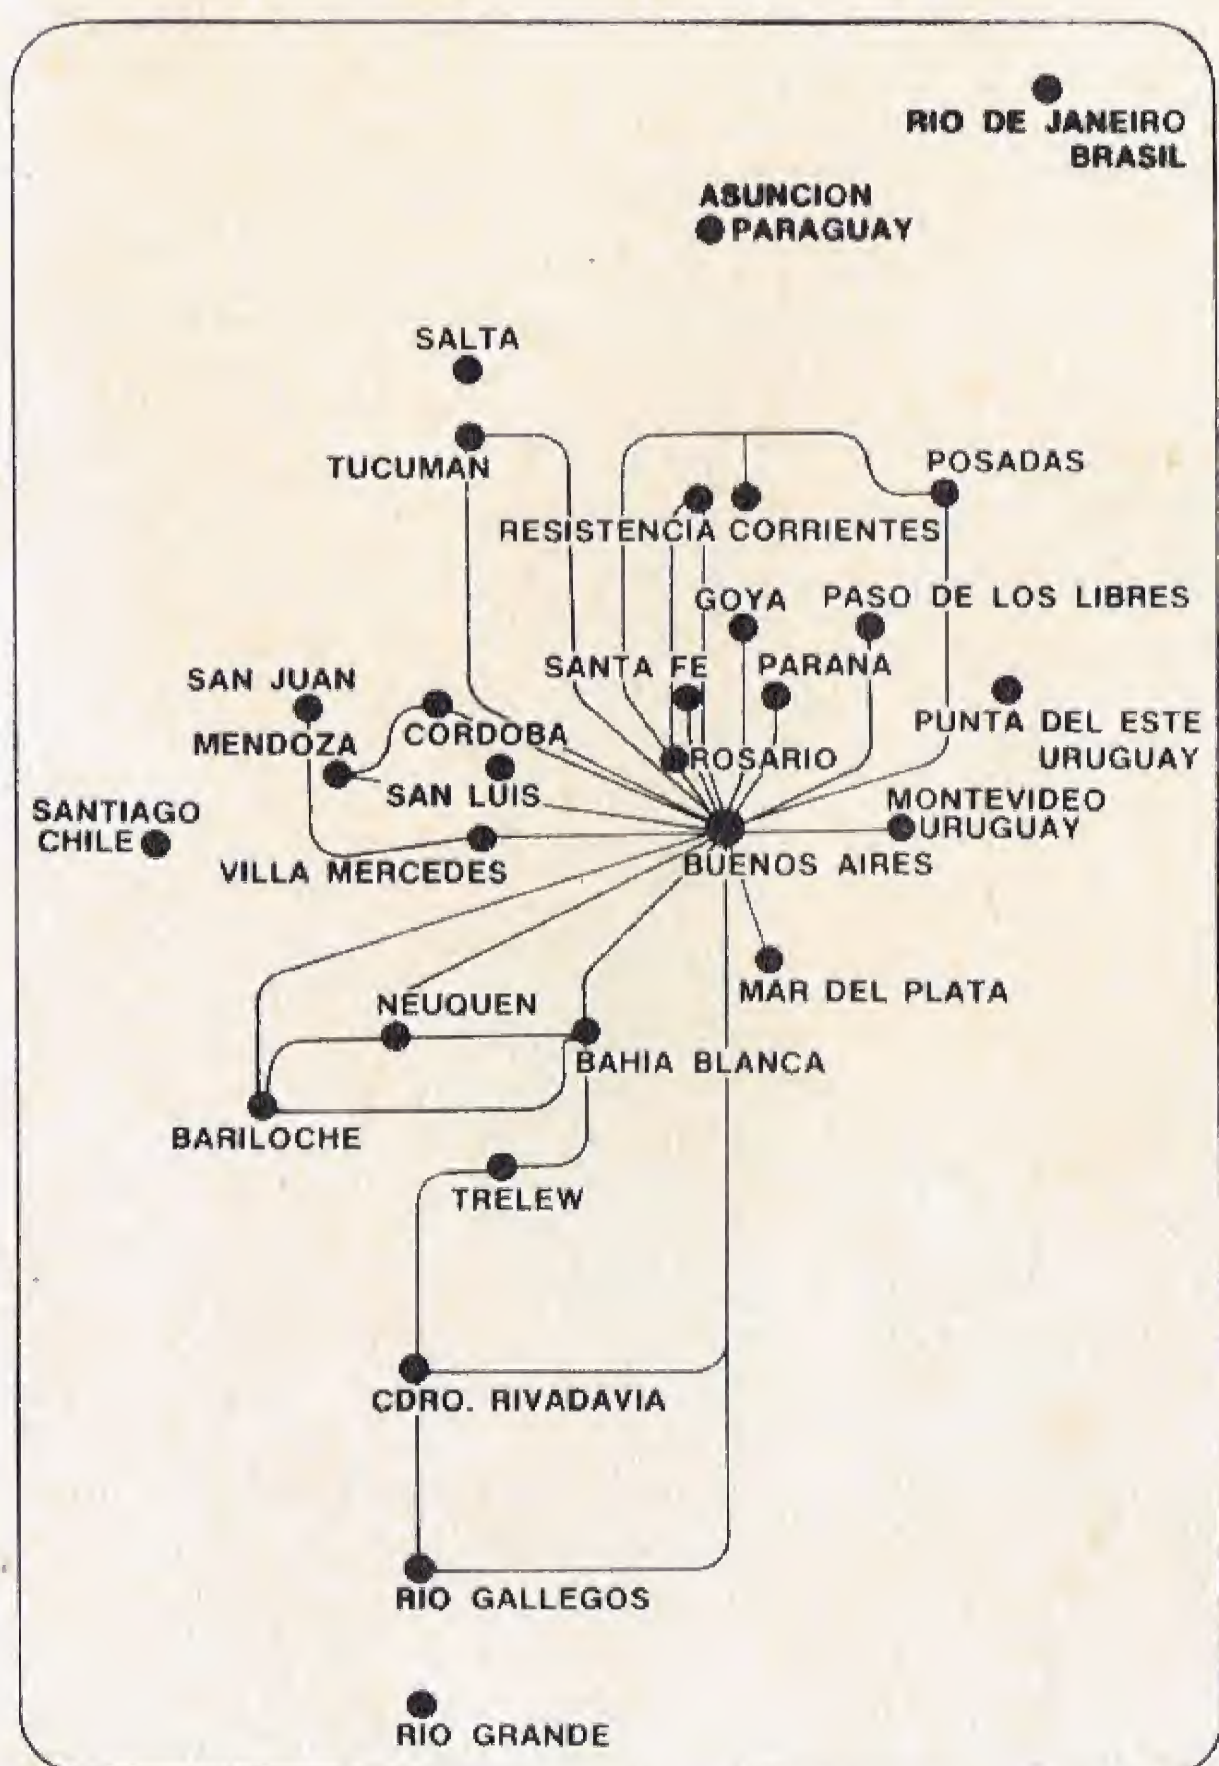 RIO DE JANEIRO
BRASIL
ASUNCION
PARAGUAY
SALTA
TUCUMAN
POSADAS
RESISTENCIA CORRIENTES
GOYA PASO DE LOS LIBRES
SANTA FE PARANA
SAN JUAN
PUNTA DEL ESTE
URUGUAY
MENDOZA CORDOBA
ROSARIO
SAN LUIS
MONTEVIDEO
URUGUAY
SANTIAGO
CHILE
VILLA MERCEDES
BUENOS AIRES
MAR DEL PLATA
NEUQUEN
BAHIA BLANCA
BARILOCHE
TRELEW
CDRO. RIVADAVIA
RIO GALLEGOS
RIO GRANDE